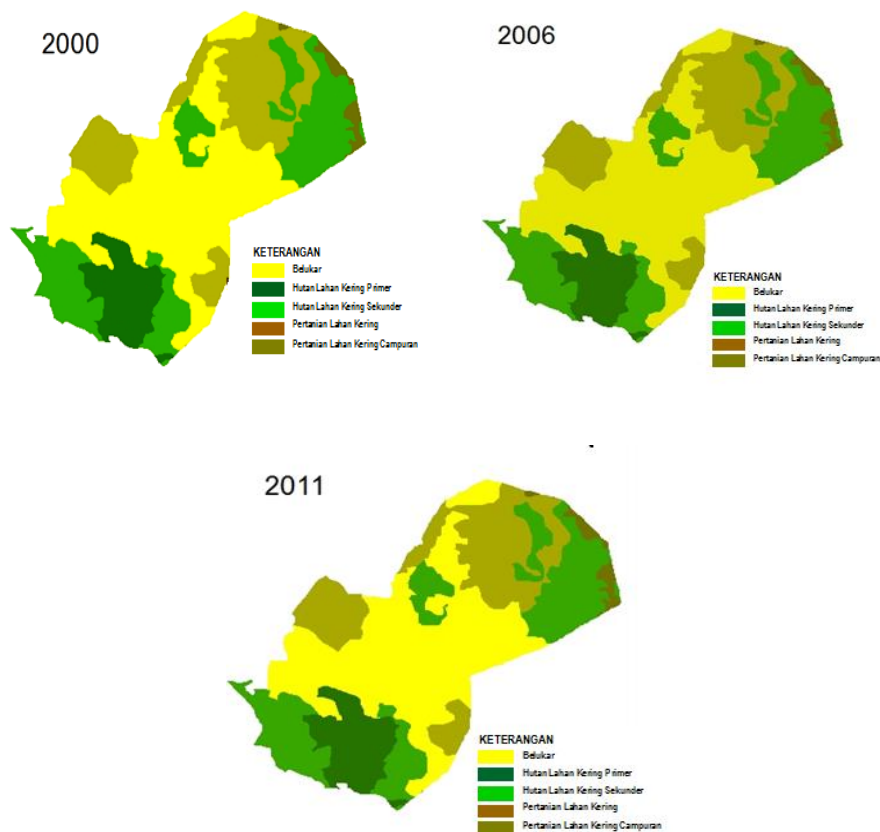 2000
KETERANGAN
Belukar
Hutan Lahan Kering Primer
Hutan Lahan Kering Sekunder
Pertanian Lahan Kering
Pertanian Lahan Kering Campuran
2006
KETERANGAN
Belukar
Hutan Lahan Kering Primer
Hutan Lahan Kering Sekunder
Pertanian Lahan Kering
Pertanian Lahan Kering Campuran
2011
KETERANGAN
Belukar
Hutan Lahan Kering Primer
Hutan Lahan Kering Sekunder
Pertanian Lahan Kering
Pertanian Lahan Kering Campuran